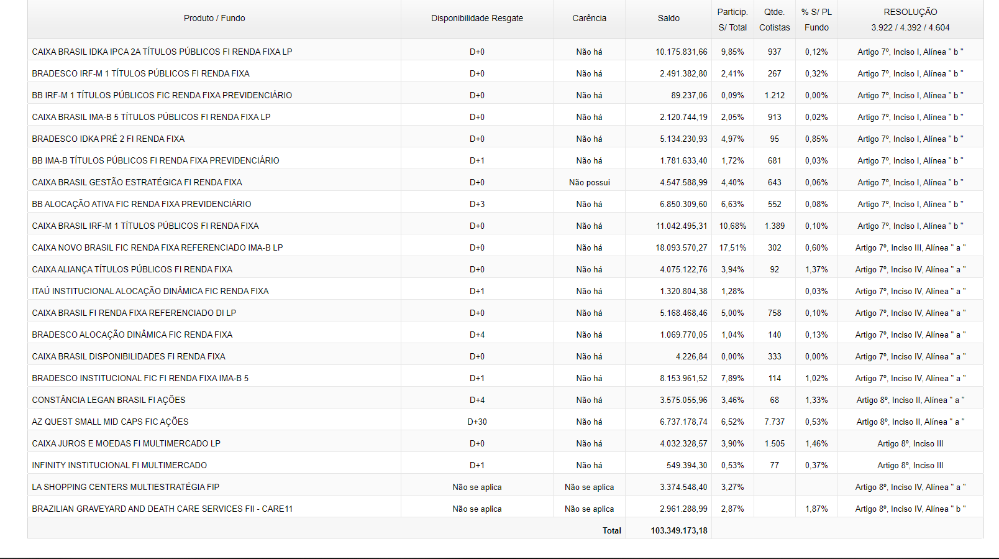 Produto / Fundo Disponibilidade Resgate Carência Saldo Particip. S/ Total Qtde. Cotistas % S/ PL Fundo RESOLUÇÃO 3.922 / 4.392 / 4.604
CAIXA BRASIL IDKA IPCA 2A TÍTULOS PÚBLICOS FI RENDA FIXA LP D+0 Não há 10.175.831,66 9,85% 937 0,12% Artigo 7º, Inciso I, Alínea " b "
BRADESCO IRF-M 1 TÍTULOS PÚBLICOS FI RENDA FIXA D+0 Não há 2.491.382,80 2,41% 267 0,32% Artigo 7º, Inciso I, Alínea " b "
BB IRF-M 1 TÍTULOS PÚBLICOS FIC RENDA FIXA PREVIDENCIÁRIO D+0 Não há 89.237,06 0,09% 1.212 0,00% Artigo 7º, Inciso I, Alínea " b "
CAIXA BRASIL IMA-B 5 TÍTULOS PÚBLICOS FI RENDA FIXA LP D+0 Não há 2.120.744,19 2,05% 913 0,02% Artigo 7º, Inciso I, Alínea " b "
BRADESCO IDKA PRÉ 2 FI RENDA FIXA D+0 Não há 5.134.230,93 4,97% 95 0,85% Artigo 7º, Inciso I, Alínea " b "
BB IMA-B TÍTULOS PÚBLICOS FI RENDA FIXA PREVIDENCIÁRIO D+1 Não há 1.781.633,40 1,72% 681 0,03% Artigo 7º, Inciso I, Alínea " b "
CAIXA BRASIL GESTÃO ESTRATÉGICA FI RENDA FIXA D+0 Não possui 4.547.588,99 4,40% 643 0,06% Artigo 7º, Inciso I, Alínea " b "
BB ALOCAÇÃO ATIVA FIC RENDA FIXA PREVIDENCIÁRIO D+3 Não há 6.850.309,60 6,63% 552 0,08% Artigo 7º, Inciso I, Alínea " b "
CAIXA BRASIL IRF-M 1 TÍTULOS PÚBLICOS FI RENDA FIXA D+0 Não há 11.042.495,31 10,68% 1.389 0,10% Artigo 7º, Inciso I, Alínea " b "
CAIXA NOVO BRASIL FIC RENDA FIXA REFERENCIADO IMA-B LP D+0 Não há 18.093.570,27 17,51% 302 0,60% Artigo 7º, Inciso III, Alínea " a "
CAIXA ALIANÇA TÍTULOS PÚBLICOS FI RENDA FIXA D+0 Não há 4.075.122,76 3,94% 92 1,37% Artigo 7º, Inciso IV, Alínea " a "
ITAÚ INSTITUCIONAL ALOCAÇÃO DINÂMICA FIC RENDA FIXA D+1 Não há 1.320.804,38 1,28% 0,03% Artigo 7º, Inciso IV, Alínea " a "
CAIXA BRASIL FI RENDA FIXA REFERENCIADO DI LP D+0 Não há 5.168.468,46 5,00% 758 0,10% Artigo 7º, Inciso IV, Alínea " a "
BRADESCO ALOCAÇÃO DINÂMICA FIC RENDA FIXA D+4 Não há 1.069.770,05 1,04% 140 0,13% Artigo 7º, Inciso IV, Alínea " a "
CAIXA BRASIL DISPONIBILIDADES FI RENDA FIXA D+0 Não há 4.226,84 0,00% 333 0,00% Artigo 7º, Inciso IV, Alínea " a "
BRADESCO INSTITUCIONAL FIC FI RENDA FIXA IMA-B 5 D+1 Não há 8.153.961,52 7,89% 114 1,02% Artigo 7º, Inciso IV, Alínea " a "
CONSTÂNCIA LEGAN BRASIL FI AÇÕES D+4 Não há 3.575.055,96 3,46% 68 1,33% Artigo 8º, Inciso II, Alínea " a "
AZ QUEST SMALL MID CAPS FIC AÇÕES D+30 Não há 6.737.178,74 6,52% 7.737 0,53% Artigo 8º, Inciso II, Alínea " a "
CAIXA JUROS E MOEDAS FI MULTIMERCADO LP D+0 Não há 4.032.328,57 3,90% 1.505 1,46% Artigo 8º, Inciso III
INFINITY INSTITUCIONAL FI MULTIMERCADO D+1 Não há 549.394,30 0,53% 77 0,37% Artigo 8º, Inciso III
LA SHOPPING CENTERS MULTIESTRATÉGIA FIP Não se aplica Não se aplica 3.374.548,40 3,27% Artigo 8º, Inciso IV, Alínea " a "
BRAZILIAN GRAVEYARD AND DEATH CARE SERVICES FII - CARE11 Não se aplica Não se aplica 2.961.288,99 2,87% 1,87% Artigo 8º, Inciso IV, Alínea " b "
Total 103.349.173,18